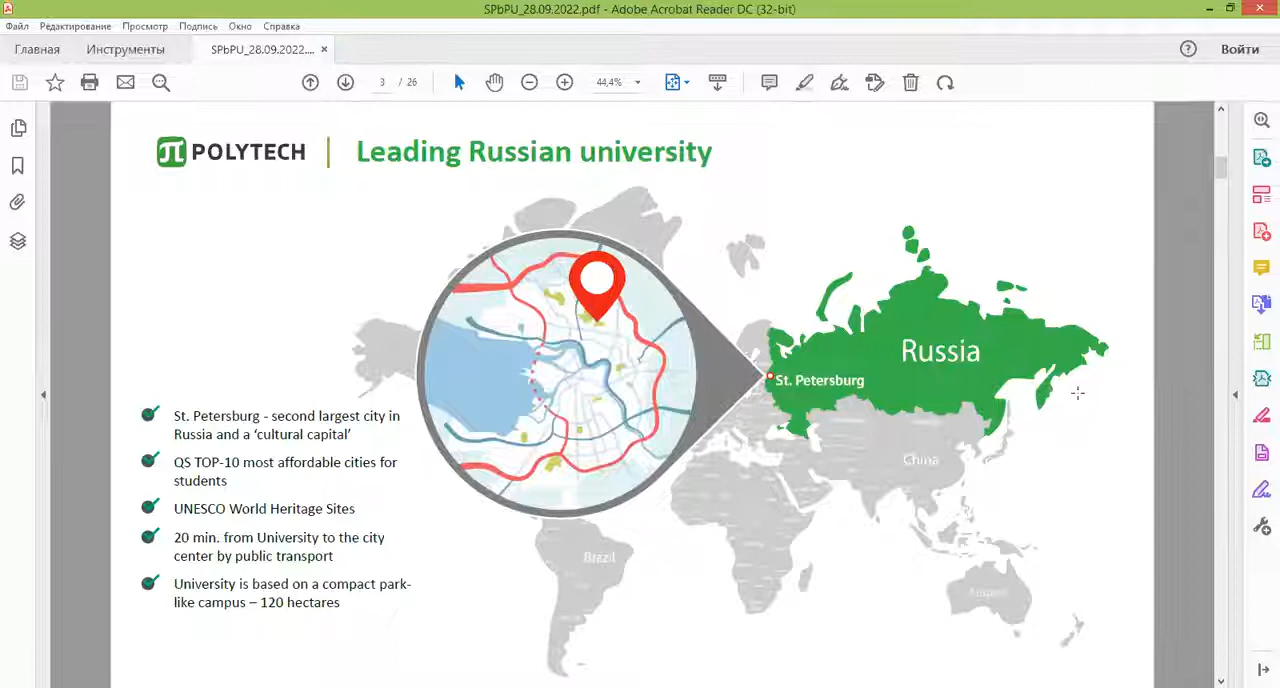 SPbPU_28.09.2022.pdf - Adobe Acrobat Reader DC (32-bit)
Файл Редактирование Просмотр Подпись Окно Справка
Главная Инструменты SPbPU_28.09.2022.... × Войти
3 / 26 44,4%
POLYTECH Leading Russian university
Russia
St. Petersburg
St. Petersburg - second largest city in
Russia and a ‘cultural capital’
QS TOP-10 most affordable cities for
students
UNESCO World Heritage Sites
20 min. from University to the city
center by public transport
University is based on a compact park-
like campus – 120 hectares
China
Brazil